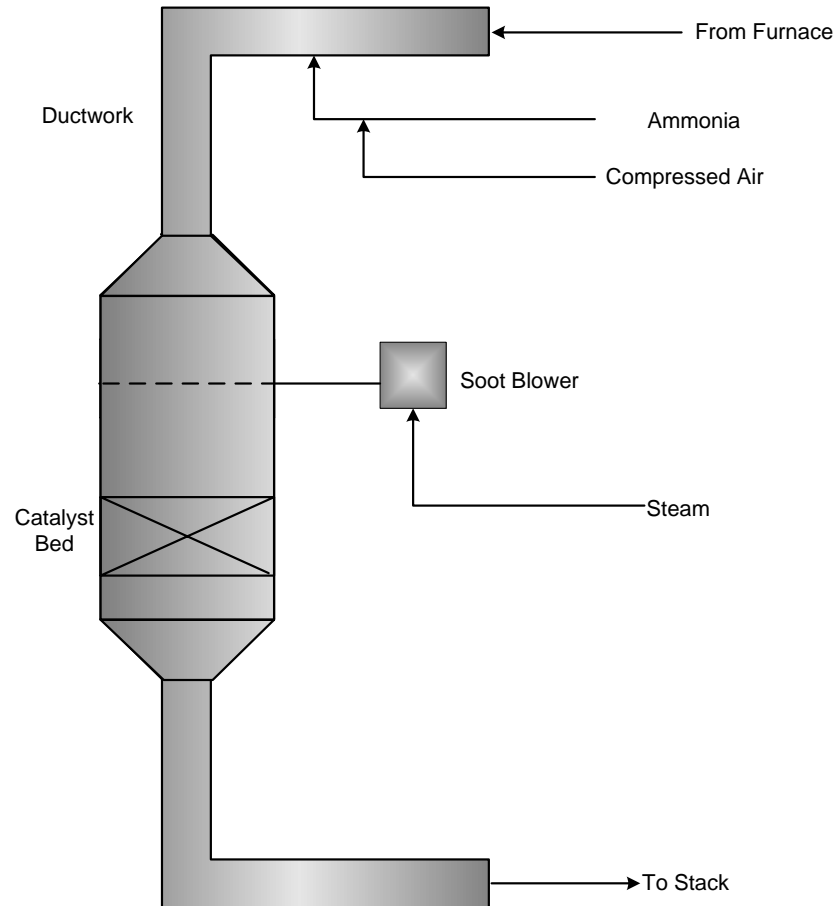 From Furnace
Ductwork
Ammonia
Compressed Air
Soot Blower
Catalyst
Bed
Steam
To Stack